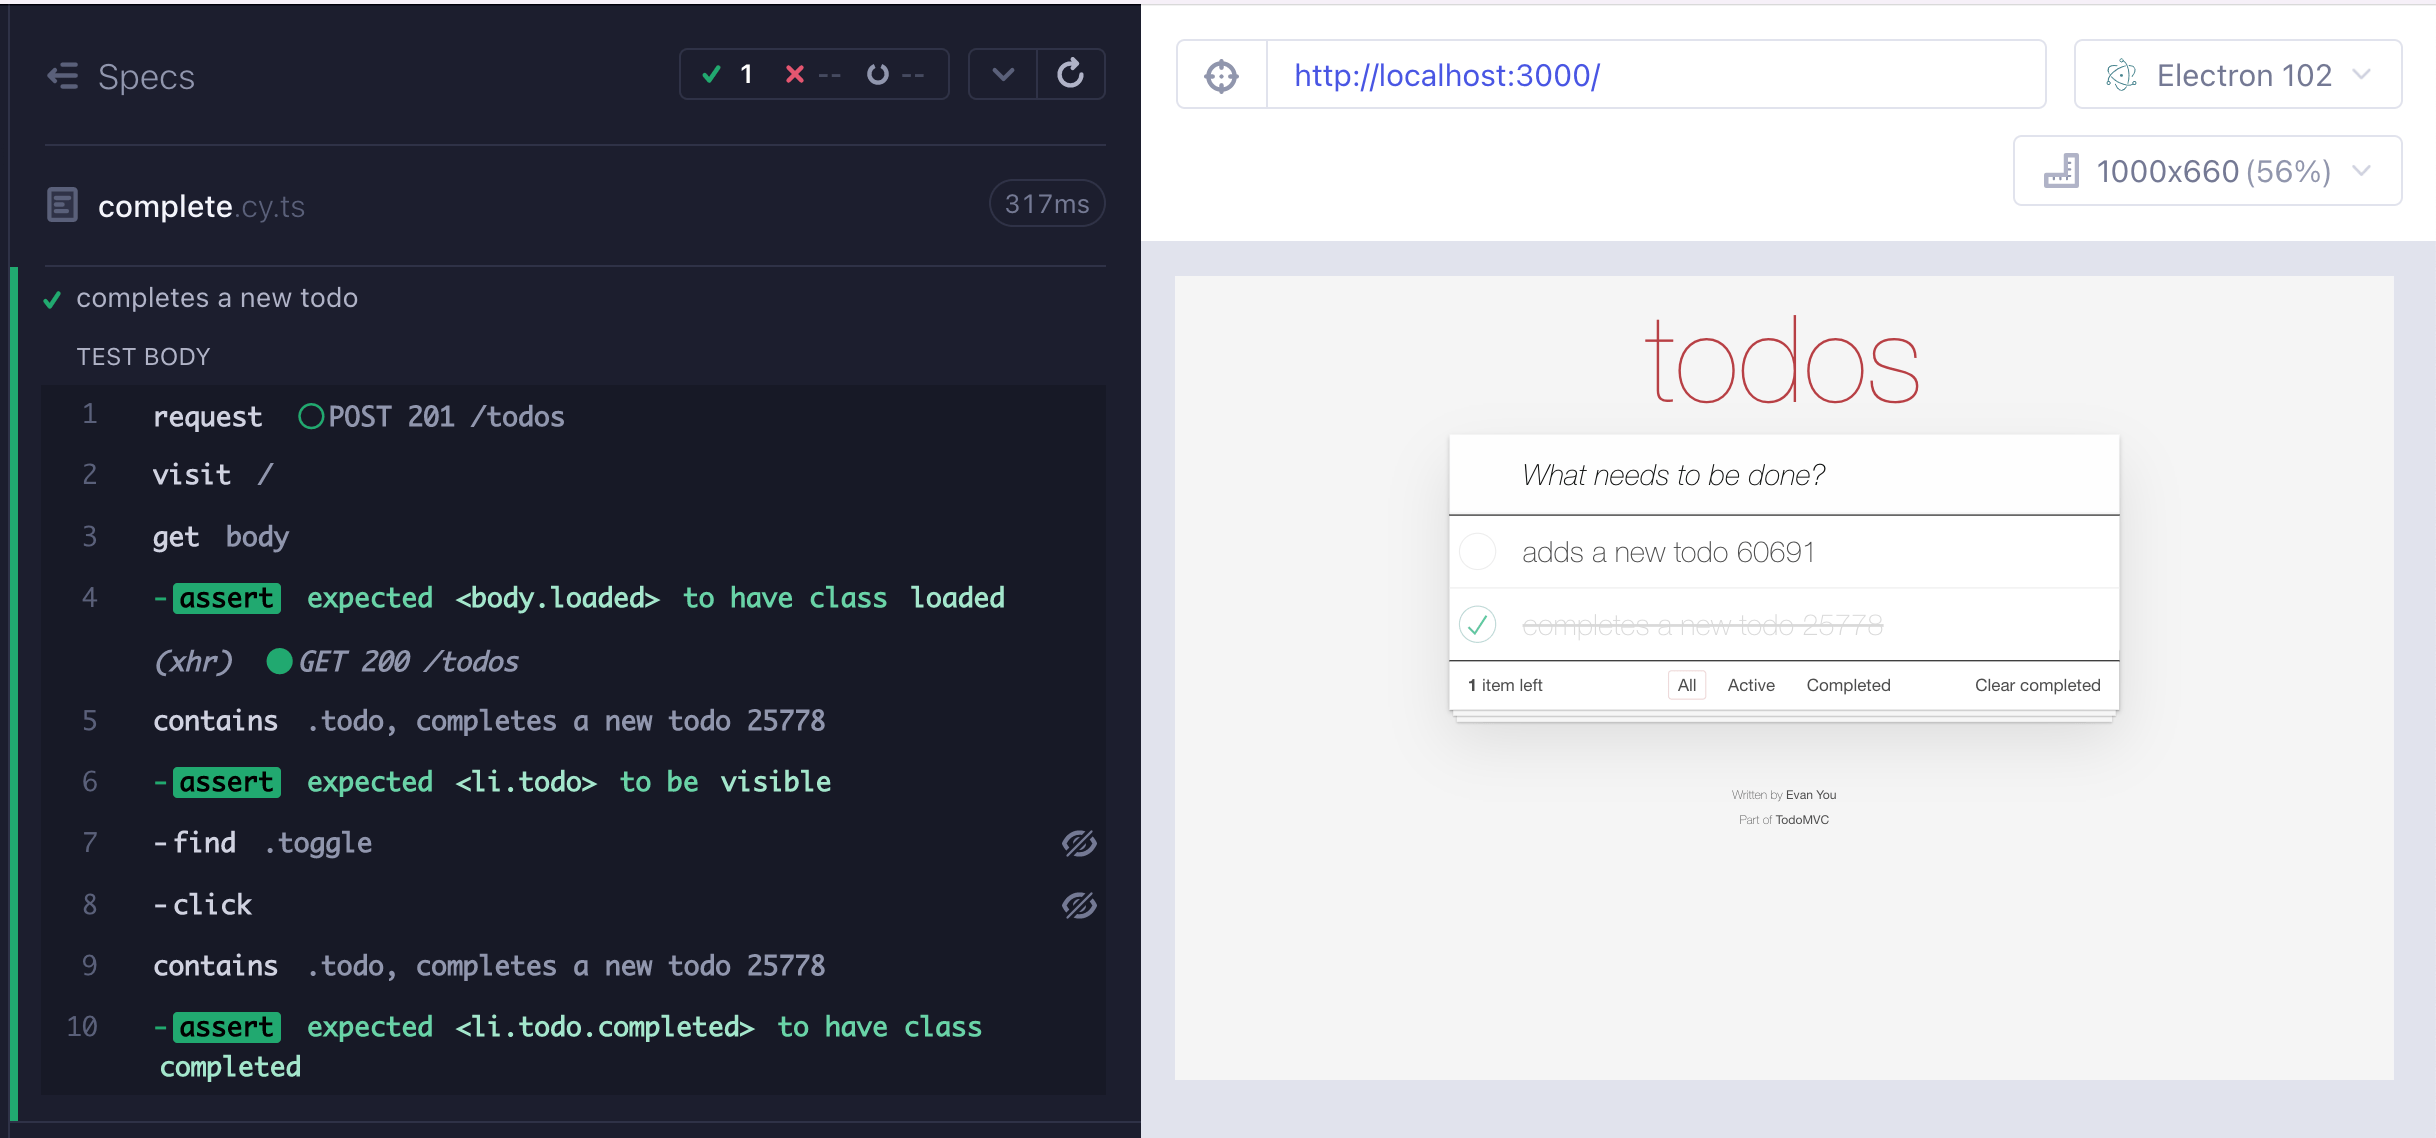 Specs
1 -- --
complete.cy.ts
317ms
completes a new todo
TEST BODY
1 request POST 201 /todos
2 visit /
3 get body
4 -assert expected <body.loaded> to have class loaded
(xhr) GET 200 /todos
5 contains .todo, completes a new todo 25778
6 -assert expected <li.todo> to be visible
7 -find .toggle
8 -click
9 contains .todo, completes a new todo 25778
10 -assert expected <li.todo.completed> to have class
completed
http://localhost:3000/
Electron 102
1000x660 (56%)
todos
What needs to be done?
adds a new todo 60691
completes a new todo 25778
1 item left All Active Completed Clear completed
Written by Evan You
Part of TodoMVC